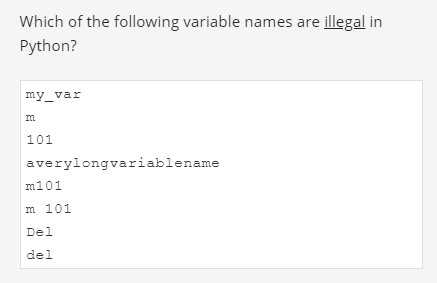 Which of the following variable names are illegal in
Python?
my_var
m
101
averylongvariablename
m101
m 101
Del
del